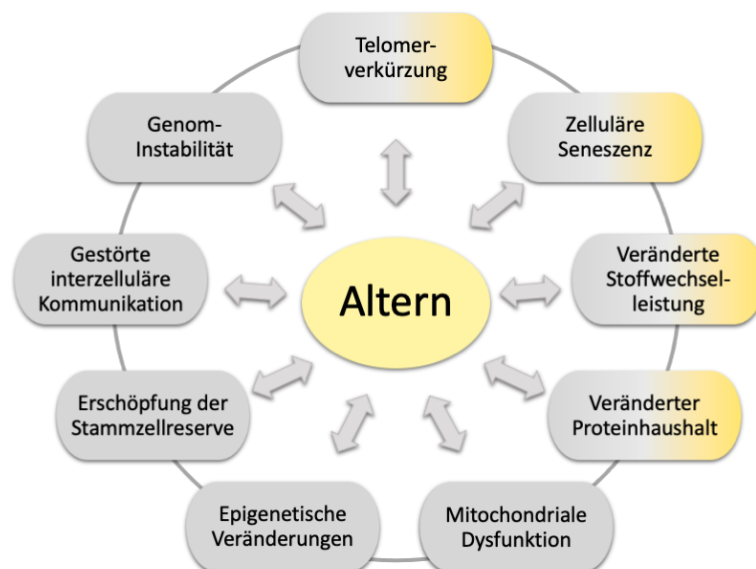 Telomer-
verkürzung
Zelluläre
Seneszenz
Veränderte
Stoffwechsel-
leistung
Veränderter
Proteinhaushalt
Mitochondriale
Dysfunktion
Epigenetische
Veränderungen
Erschöpfung der
Stammzellreserve
Gestörte
interzelluläre
Kommunikation
Genom-
Instabilität
Altern